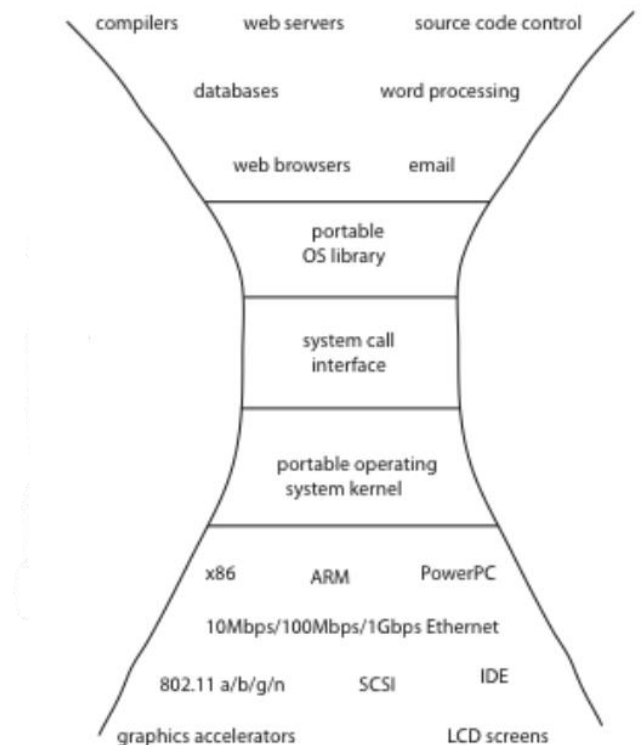 compilers web servers source code control
databases word processing
web browsers email
portable
OS library
system call
interface
portable operating
system kernel
x86 ARM PowerPC
10Mbps/100Mbps/1Gbps Ethernet
802.11 a/b/g/n SCSI IDE
graphics accelerators LCD screens